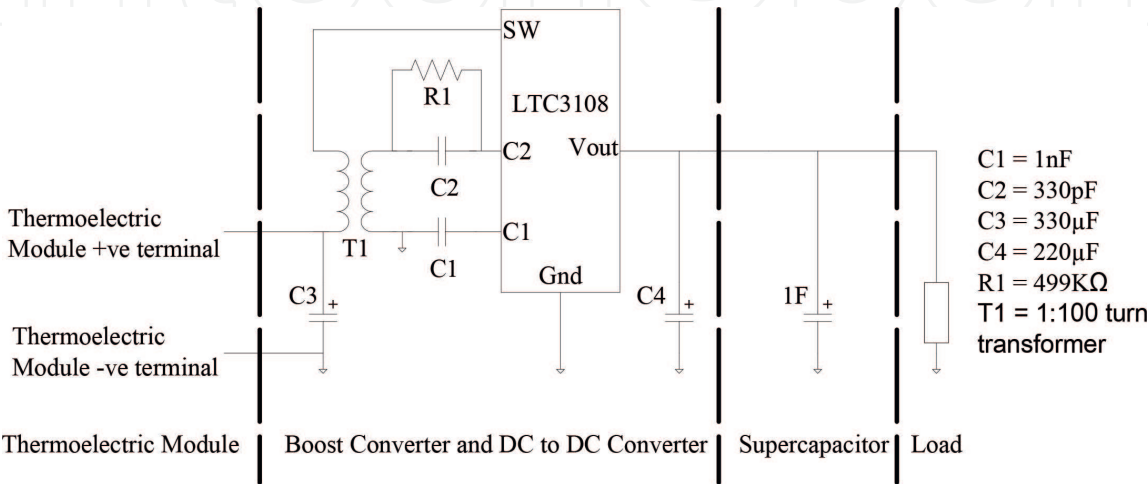 SW
R1
LTC3108
C2
Vout
C2
C1
T1
C1
Gnd
Thermoelectric
Module +ve terminal
C3
+
C4
+
1F
+
Thermoelectric
Module -ve terminal
C1 = 1nF
C2 = 330pF
C3 = 330µF
C4 = 220µF
R1 = 499KΩ
T1 = 1:100 turn
transformer
Thermoelectric Module
Boost Converter and DC to DC Converter
Supercapacitor
Load